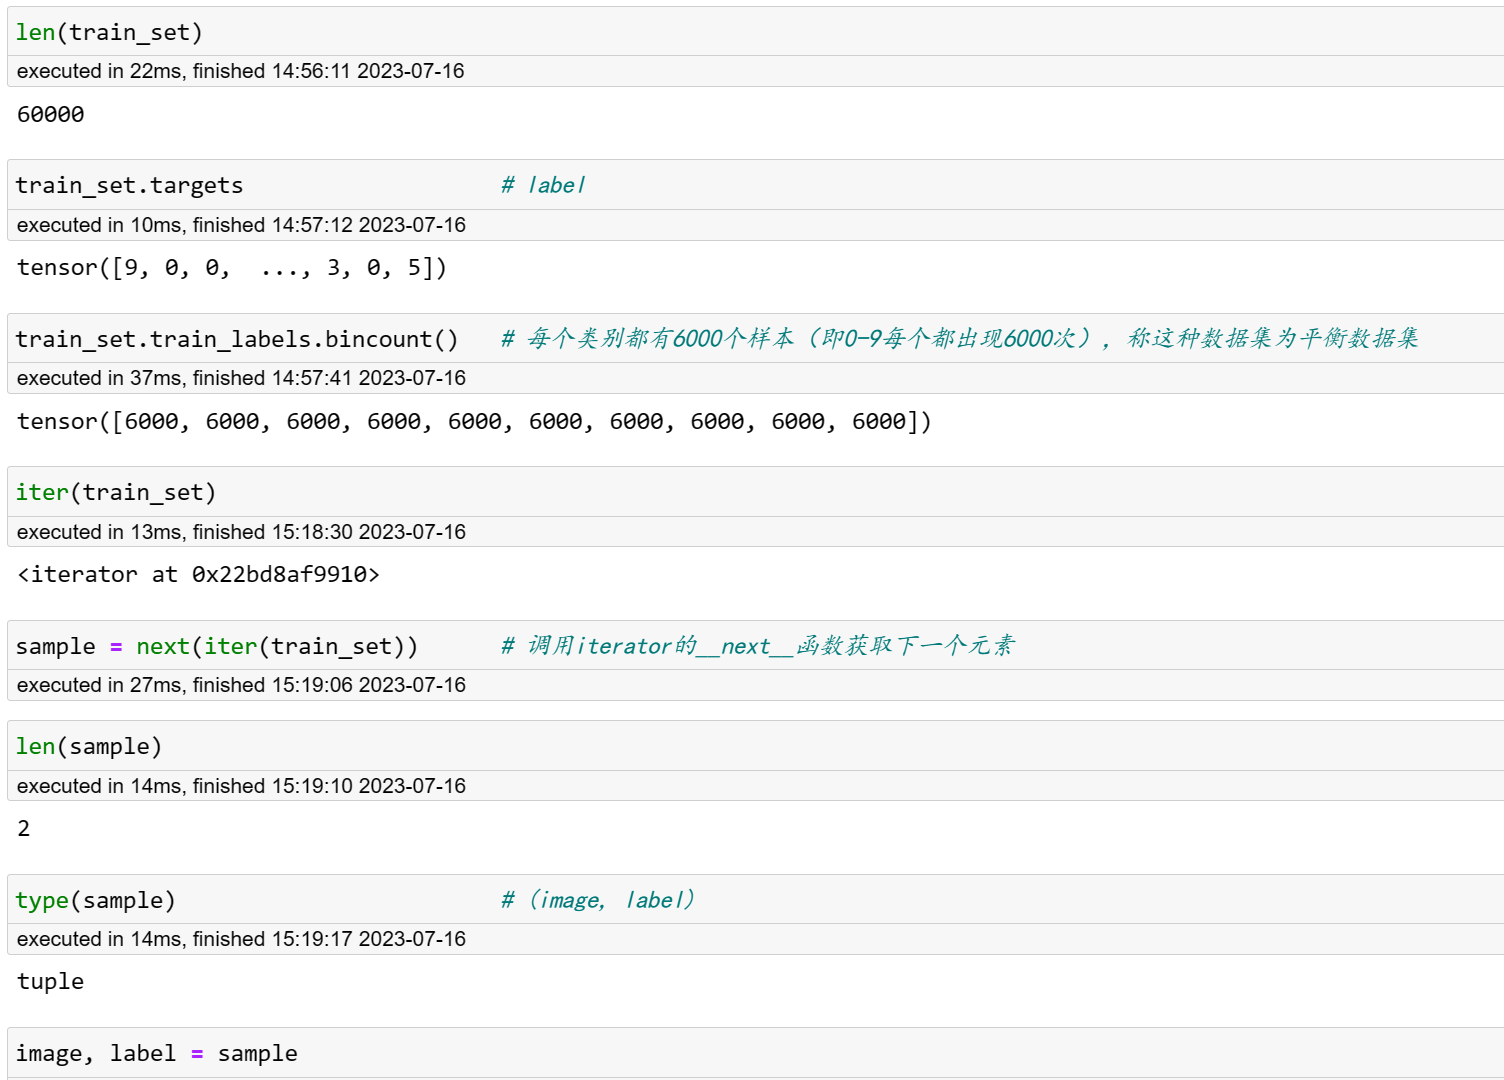 len(train_set)
executed in 22ms, finished 14:56:11 2023-07-16
60000
train_set.targets # label
executed in 10ms, finished 14:57:12 2023-07-16
tensor([9, 0, 0,  ..., 3, 0, 5])
train_set.train_labels.bincount() # 每个类别都有6000个样本（即0-9每个都出现6000次），称这种数据集为平衡数据集
executed in 37ms, finished 14:57:41 2023-07-16
tensor([6000, 6000, 6000, 6000, 6000, 6000, 6000, 6000, 6000, 6000])
iter(train_set)
executed in 13ms, finished 15:18:30 2023-07-16
<iterator at 0x22bd8af9910>
sample = next(iter(train_set)) # 调用iterator的__next__函数获取下一个元素
executed in 27ms, finished 15:19:06 2023-07-16
len(sample)
executed in 14ms, finished 15:19:10 2023-07-16
2
type(sample) #（image, label）
executed in 14ms, finished 15:19:17 2023-07-16
tuple
image, label = sample